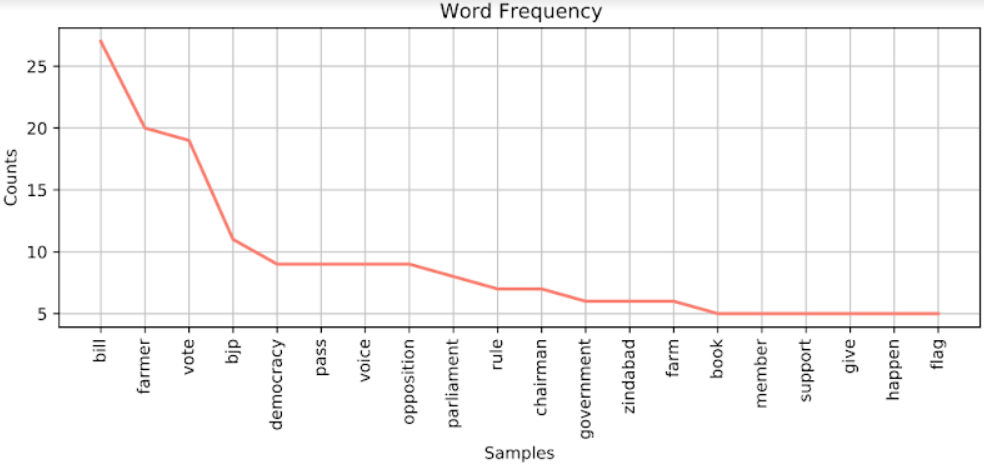 Word Frequency
25
20
15
10
5
Counts
bill
farmer
vote
bjp
democracy
pass
voice
opposition
parliament
rule
chairman
government
zindabad
farm
book
member
support
give
happen
flag
Samples